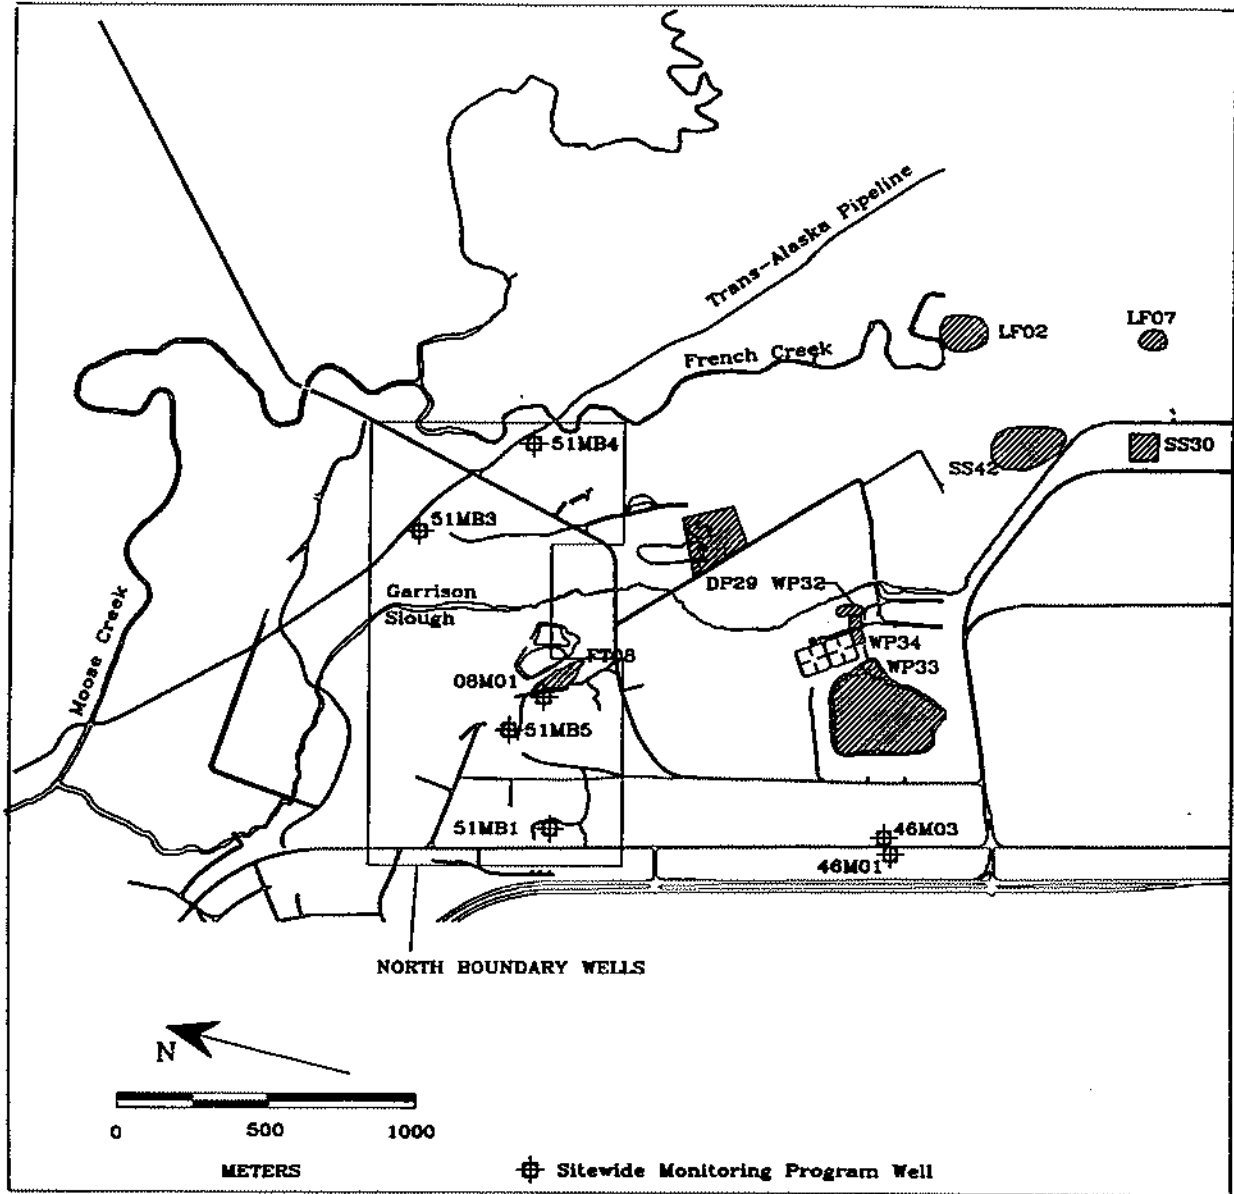 Trans-Alaska Pipeline
LF02
LF07
French Creek
51MB4
SS42
SS30
51MB3
DP29 WP32
Garrison
Slough
Moose Creek
WP34
FT08
WP33
08M01
51MB5
51MB1
46M03
46M01
NORTH BOUNDARY WELLS
N
0 500 1000
METERS
Sitewide Monitoring Program Well